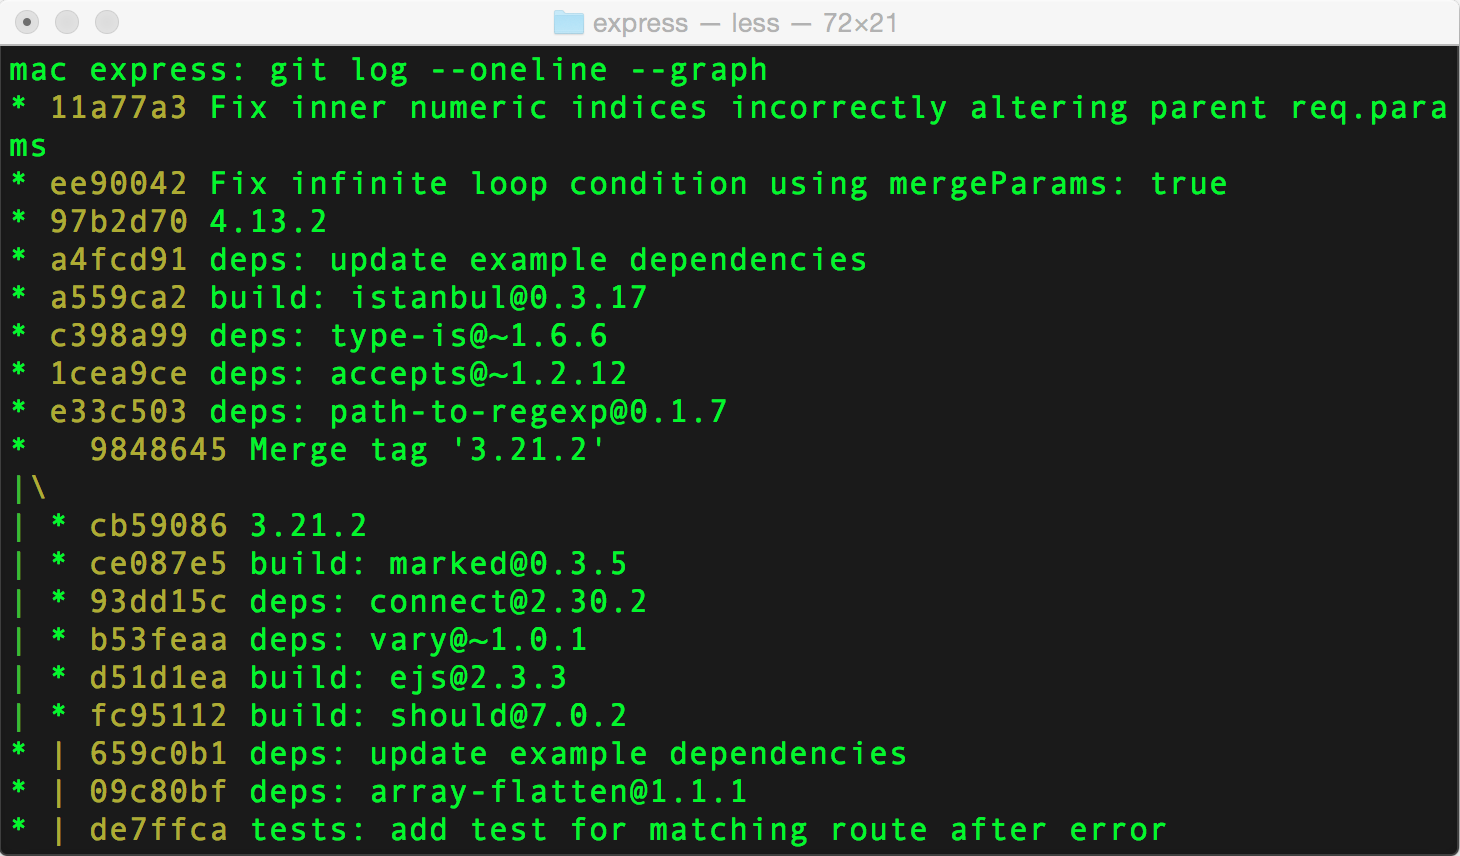 express — less — 72×21
mac express: git log --oneline --graph
* 11a77a3 Fix inner numeric indices incorrectly altering parent req.para
ms
* ee90042 Fix infinite loop condition using mergeParams: true
* 97b2d70 4.13.2
* a4fcd91 deps: update example dependencies
* a559ca2 build: istanbul@0.3.17
* c398a99 deps: type-is@~1.6.6
* 1cea9ce deps: accepts@~1.2.12
* e33c503 deps: path-to-regexp@0.1.7
*   9848645 Merge tag '3.21.2'
|\
| * cb59086 3.21.2
| * ce087e5 build: marked@0.3.5
| * 93dd15c deps: connect@2.30.2
| * b53feaa deps: vary@~1.0.1
| * d51d1ea build: ejs@2.3.3
| * fc95112 build: should@7.0.2
* | 659c0b1 deps: update example dependencies
* | 09c80bf deps: array-flatten@1.1.1
* | de7ffca tests: add test for matching route after error